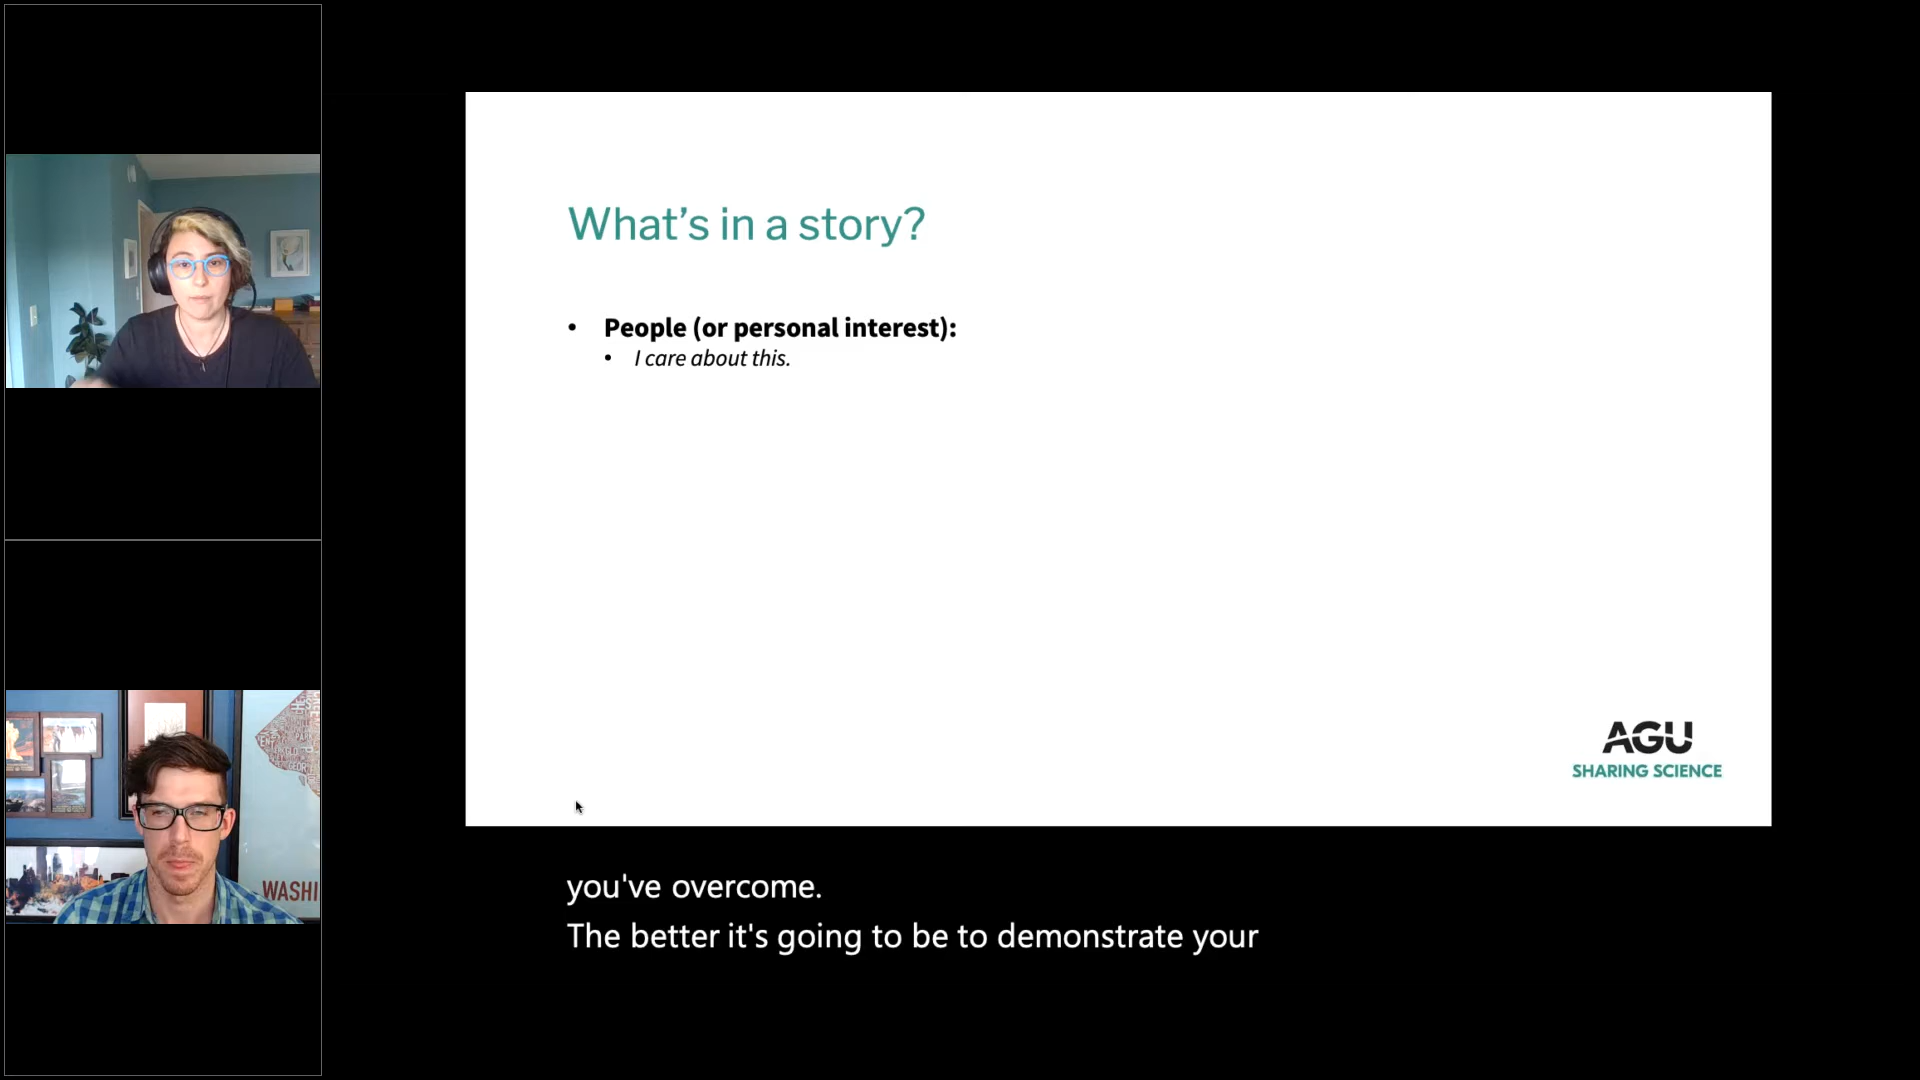 What's in a story?
• People (or personal interest):
• I care about this.
AGU
SHARING SCIENCE
WASHI
you've overcome.
The better it's going to be to demonstrate your